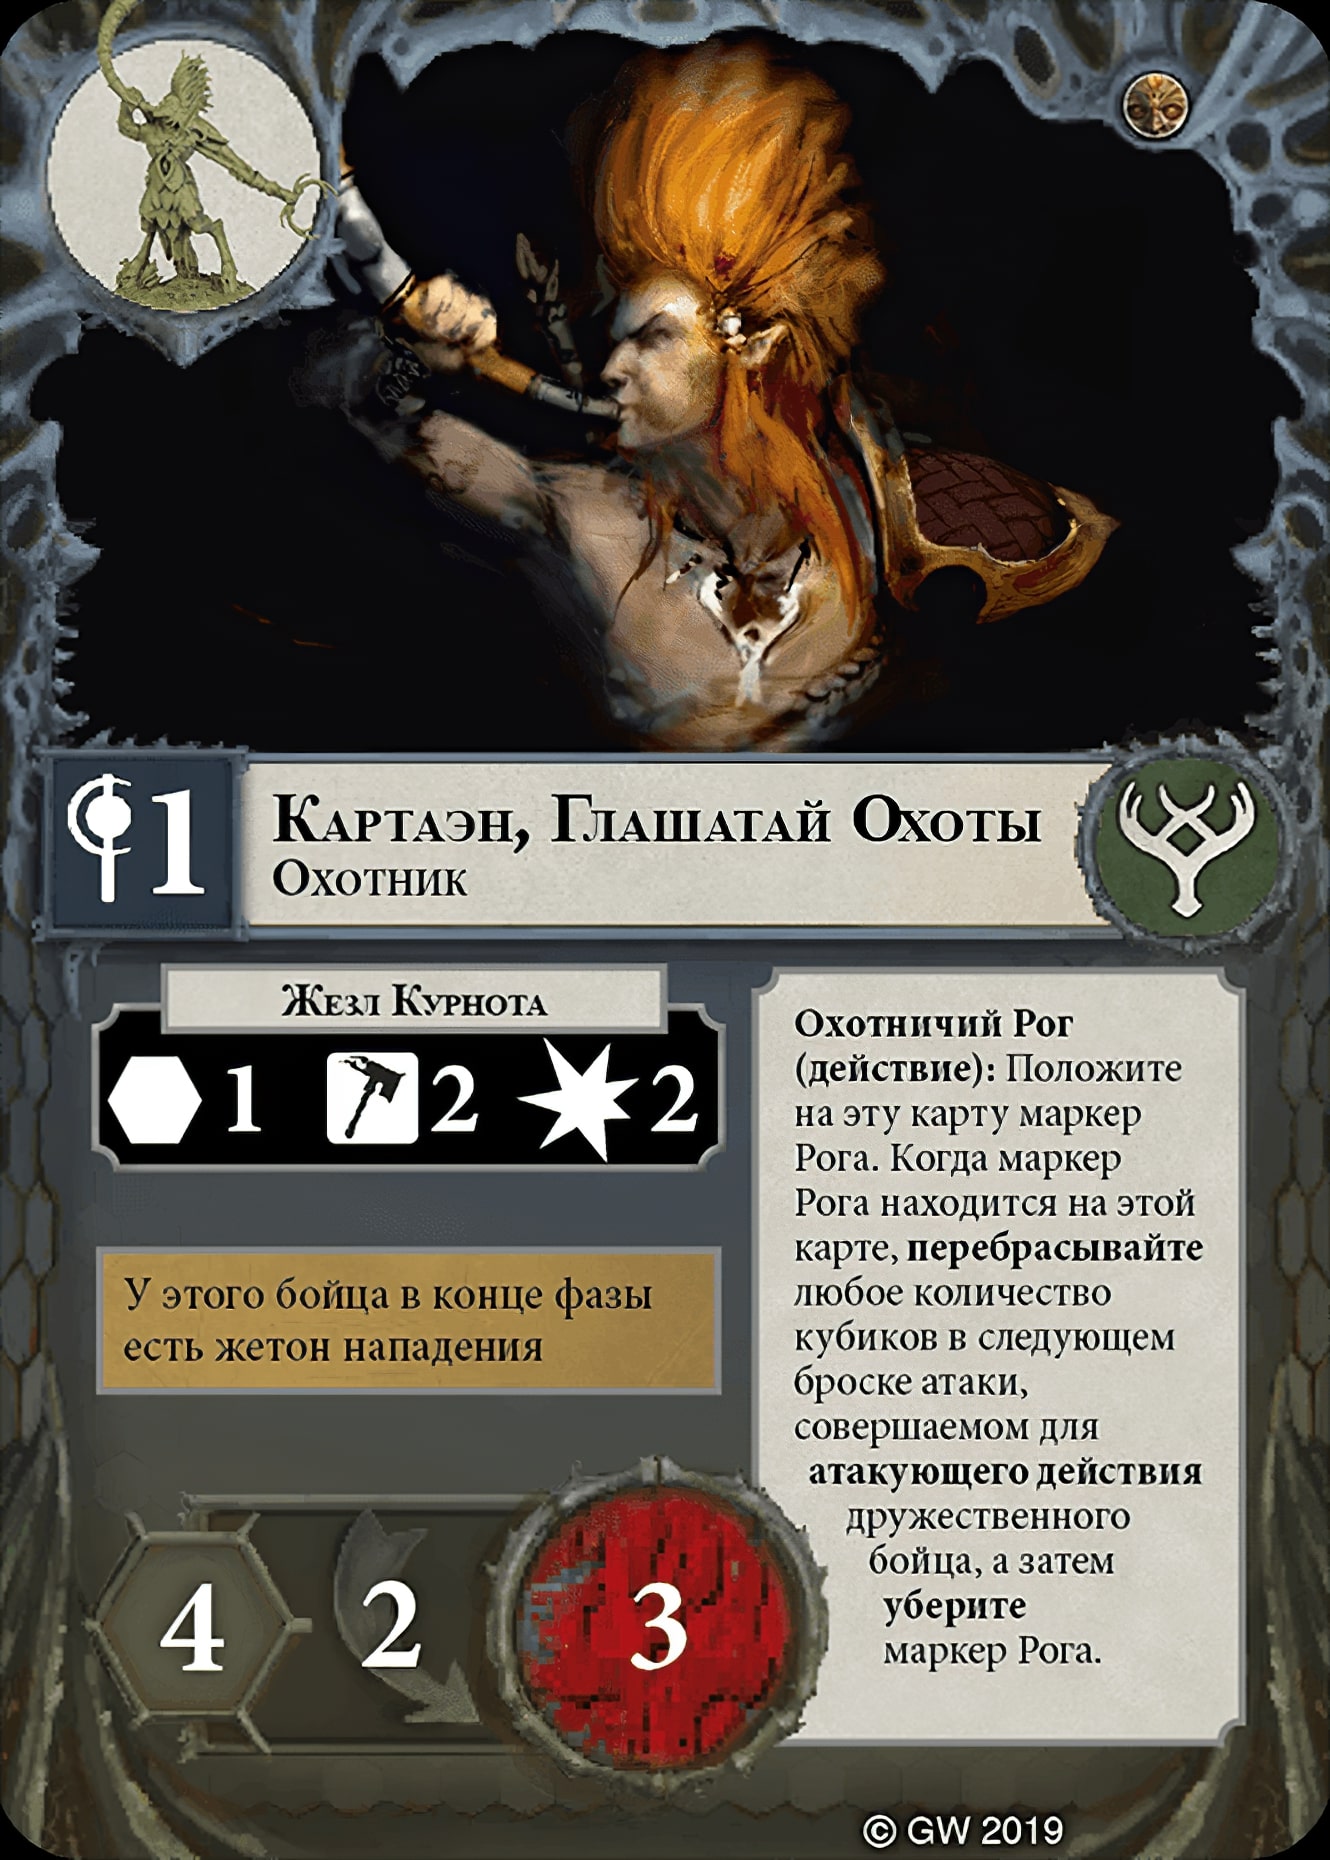 1
Картаэн, Глашатай Охоты
Охотник
Жезл Курнота
1 2 2
У этого бойца в конце фазы
есть жетон нападения
4 2 3
Охотничий Рог
(действие): Положите
на эту карту маркер
Рога. Когда маркер
Рога находится на этой
карте, перебрасывайте
любое количество
кубиков в следующем
броске атаки,
совершаемом для
атакующего действия
дружественного
бойца, а затем
уберите
маркер Рога.
© GW 2019